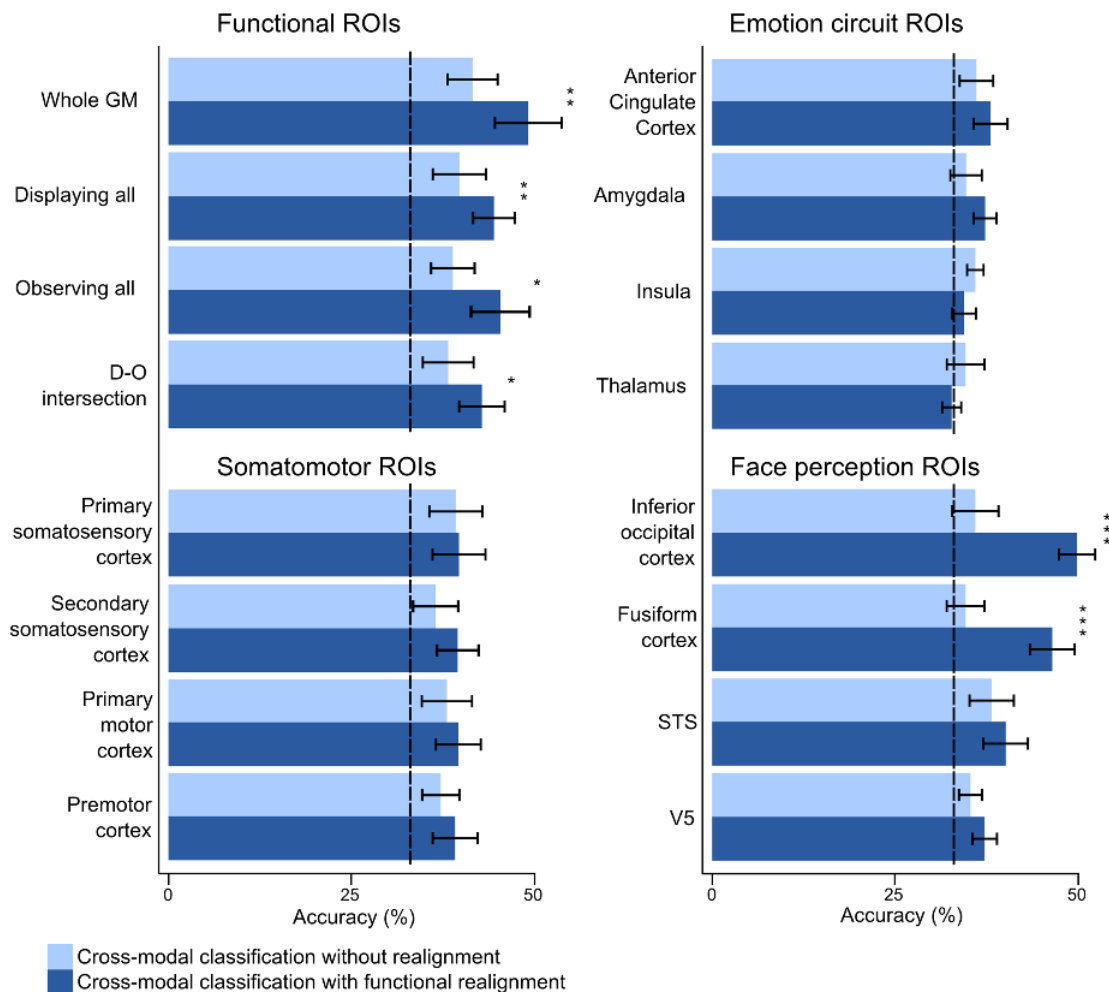 Functional ROIs
Whole GM
**
Displaying all
**
Observing all
*
D-O
intersection
*
Emotion circuit ROIs
Anterior
Cingulate
Cortex
Amygdala
Insula
Thalamus
Somatomotor ROIs
Primary
somatosensory
cortex
Secondary
somatosensory
cortex
Primary
motor
cortex
Premotor
cortex
0 25 50
Accuracy (%)
Face perception ROIs
Inferior
occipital
cortex
***
Fusiform
cortex
***
STS
V5
0 25 50
Accuracy (%)
Cross-modal classification without realignment
Cross-modal classification with functional realignment